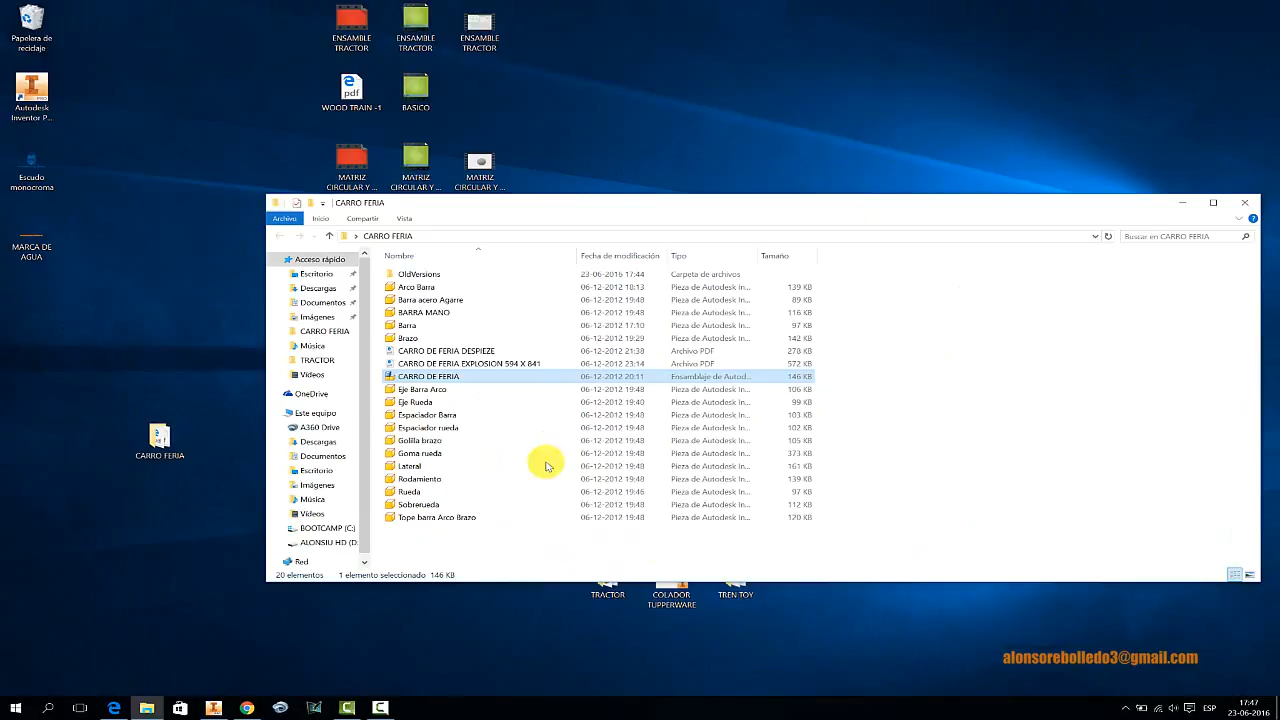 Papelera de
reciclaje
ENSAMBLE
TRACTOR
ENSAMBLE
TRACTOR
ENSAMBLE
TRACTOR
Autodesk
Inventor P...
WOOD TRAIN -1
BASICO
Escudo
monocroma
MATRIZ
CIRCULAR Y ...
MATRIZ
CIRCULAR Y ...
MATRIZ
CIRCULAR Y ...
MARCA DE
AGUA
CARRO FERIA
CARRO FERIA
Archivo Inicio Compartir Vista
CARRO FERIA
Buscar en CARRO FERIA
Nombre Fecha de modificación Tipo Tamaño
Acceso rápido
Escritorio
Descargas
Documentos
Imágenes
CARRO FERIA
Música
TRACTOR
Vídeos
OneDrive
Este equipo
A360 Drive
Descargas
Documentos
Escritorio
Imágenes
Música
Vídeos
BOOTCAMP (C:)
ALONSIU HD (D:
Red
OldVersions 23-06-2016 17:44 Carpeta de archivos
Arco Barra 06-12-2012 18:13 Pieza de Autodesk In... 139 KB
Barra acero Agarre 06-12-2012 19:48 Pieza de Autodesk In... 89 KB
BARRA MANO 06-12-2012 19:48 Pieza de Autodesk In... 116 KB
Barra 06-12-2012 17:10 Pieza de Autodesk In... 97 KB
Brazo 06-12-2012 19:29 Pieza de Autodesk In... 142 KB
CARRO DE FERIA DESPIEZE 06-12-2012 21:38 Archivo PDF 278 KB
CARRO DE FERIA EXPLOSION 594 X 841 06-12-2012 23:14 Archivo PDF 572 KB
CARRO DE FERIA 06-12-2012 20:11 Ensamblaje de Autod... 146 KB
Eje Barra Arco 06-12-2012 19:48 Pieza de Autodesk In... 106 KB
Eje Rueda 06-12-2012 19:40 Pieza de Autodesk In... 99 KB
Espaciador Barra 06-12-2012 19:48 Pieza de Autodesk In... 103 KB
Espaciador rueda 06-12-2012 19:48 Pieza de Autodesk In... 102 KB
Golilla brazo 06-12-2012 19:48 Pieza de Autodesk In... 105 KB
Goma rueda 06-12-2012 19:48 Pieza de Autodesk In... 373 KB
Lateral 06-12-2012 19:48 Pieza de Autodesk In... 161 KB
Rodamiento 06-12-2012 19:48 Pieza de Autodesk In... 139 KB
Rueda 06-12-2012 19:46 Pieza de Autodesk In... 97 KB
Sobrerueda 06-12-2012 19:48 Pieza de Autodesk In... 112 KB
Tope barra Arco Brazo 06-12-2012 19:48 Pieza de Autodesk In... 120 KB
20 elementos 1 elemento seleccionado 146 KB
TRACTOR
COLADOR
TUPPERWARE
TREN TOY
alonsorebolledo3@gmail.com
ESP
17:47
23-06-2016